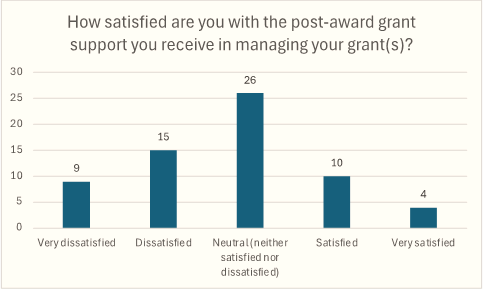 How satisfied are you with the post-award grant
support you receive in managing your grant(s)?
30
25
20
15
10
5
0
9
15
26
10
4
Very dissatisfied
Dissatisfied
Neutral (neither
satisfied nor
dissatisfied)
Satisfied
Very satisfied